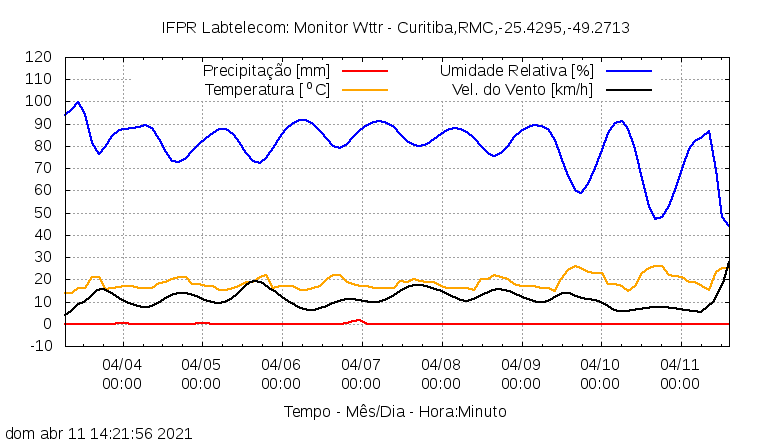 IFPR Labtelecom: Monitor Wttr - Curitiba,RMC,-25.4295,-49.2713
Precipitação [mm]
Temperatura [⁰C]
Umidade Relativa [%]
Vel. do Vento [km/h]
120
110
100
90
80
70
60
50
40
30
20
10
0
-10
04/04 04/05 04/06 04/07 04/08 04/09 04/10 04/11
00:00 00:00 00:00 00:00 00:00 00:00 00:00 00:00
Tempo - Mês/Dia - Hora:Minuto
dom abr 11 14:21:56 2021